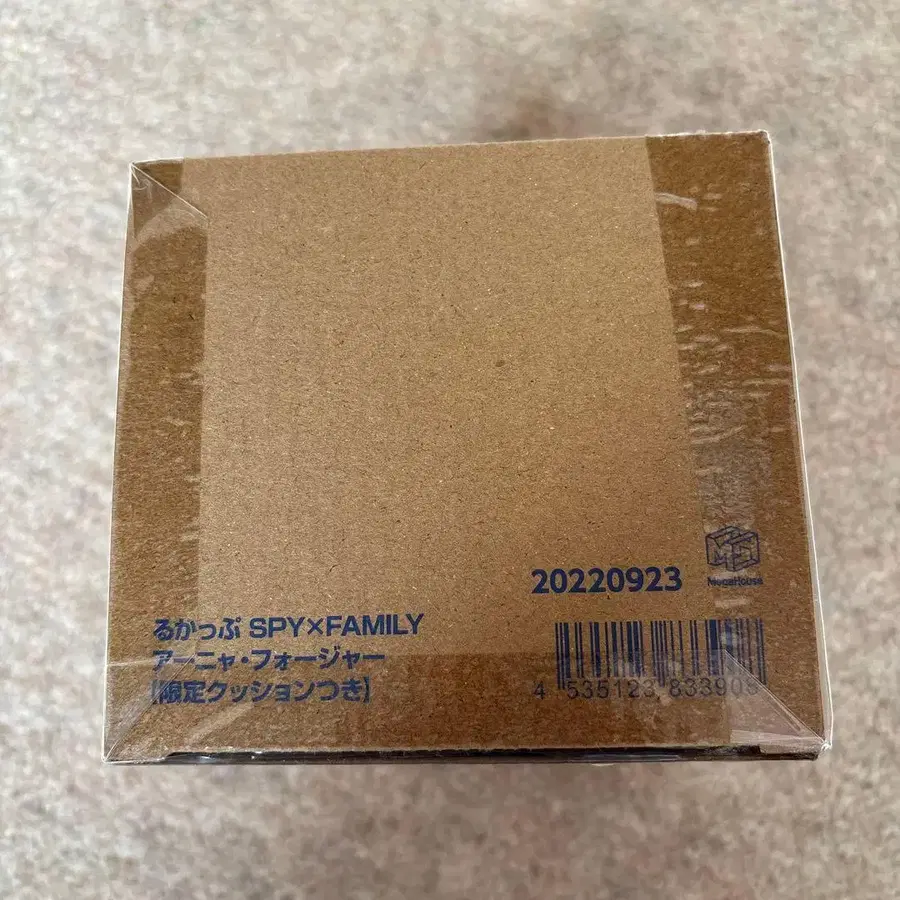 20220923
MegaHouse
るかっぷ SPY×FAMILY
アーニャ・フォージャー
【限定クッションつき】
4 535123 833908